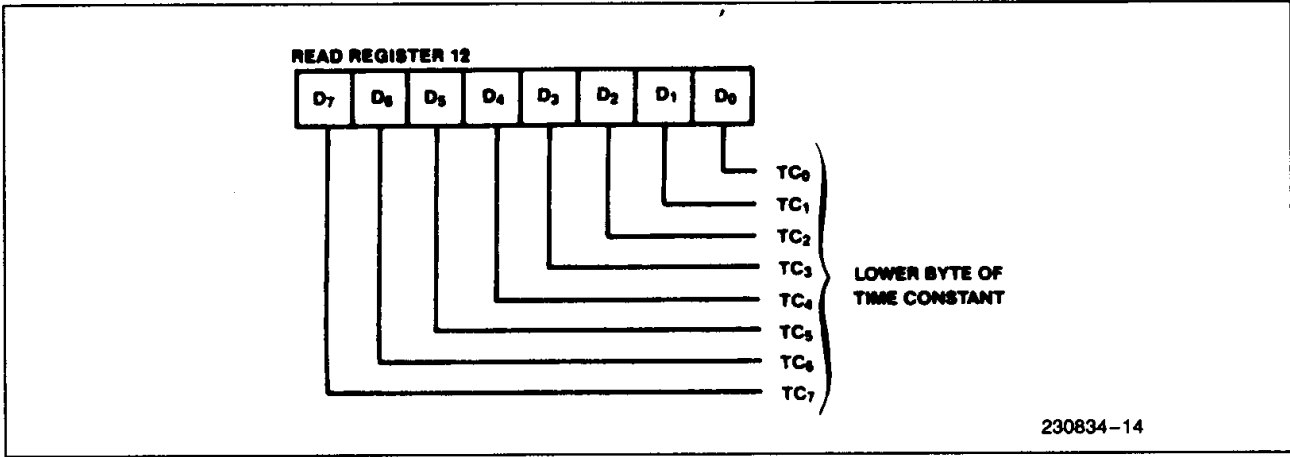 READ REGISTER 12
D₇ D₆ D₅ D₄ D₃ D₂ D₁ D₀
TC₀
TC₁
TC₂
TC₃
TC₄
TC₅
TC₆
TC₇
LOWER BYTE OF
TIME CONSTANT
230834-14